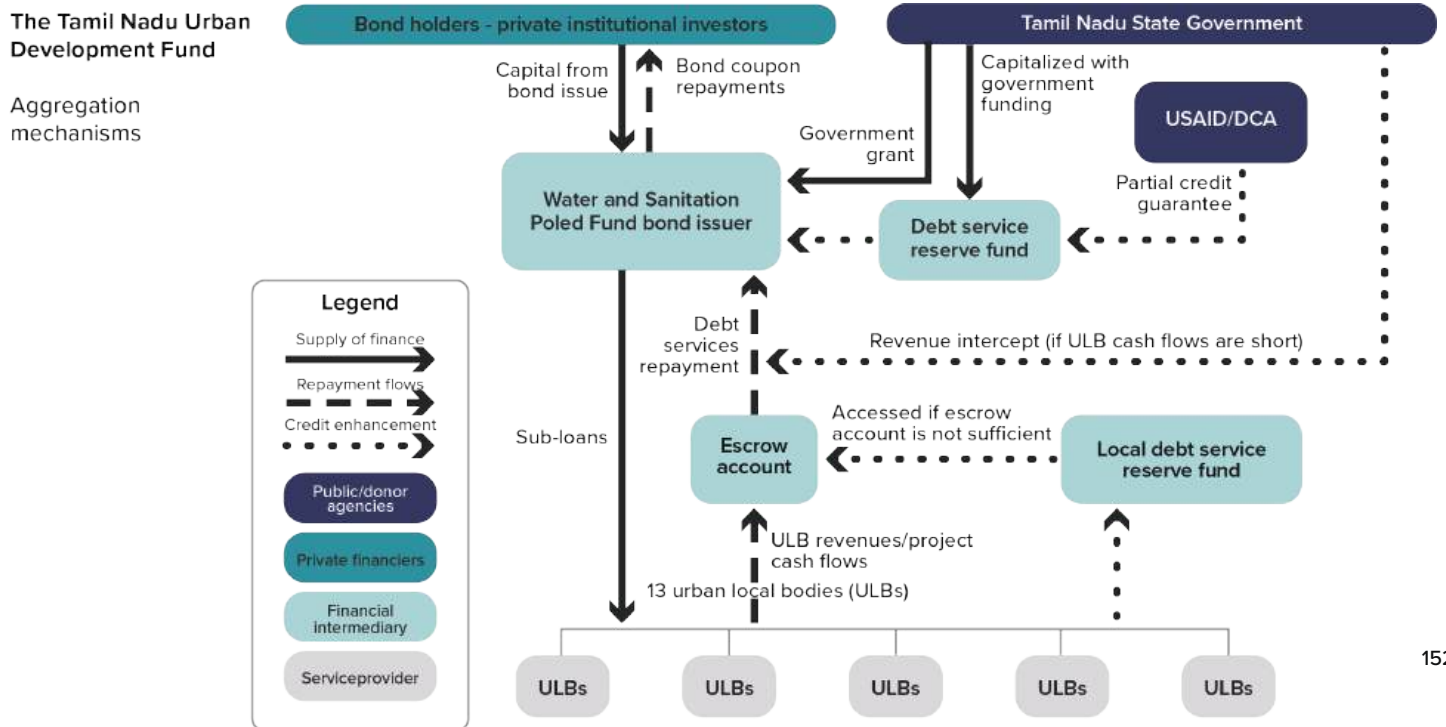 The Tamil Nadu Urban
Development Fund
Aggregation
mechanisms
Bond holders - private institutional investors
Tamil Nadu State Government
Capital from
bond issue
Bond coupon
repayments
Capitalized with
government
funding
USAID/DCA
Government
grant
Partial credit
guarantee
Water and Sanitation
Poled Fund bond issuer
Debt service
reserve fund
Legend
Supply of finance
Repayment flows
Credit enhancement
Public/donor
agencies
Private financiers
Financial
intermediary
Serviceprovider
Debt
services
repayment
Revenue intercept (if ULB cash flows are short)
Sub-loans
Escrow
account
Accessed if escrow
account is not sufficient
Local debt service
reserve fund
ULB revenues/project
cash flows
13 urban local bodies (ULBs)
ULBs
ULBs
ULBs
ULBs
ULBs
152